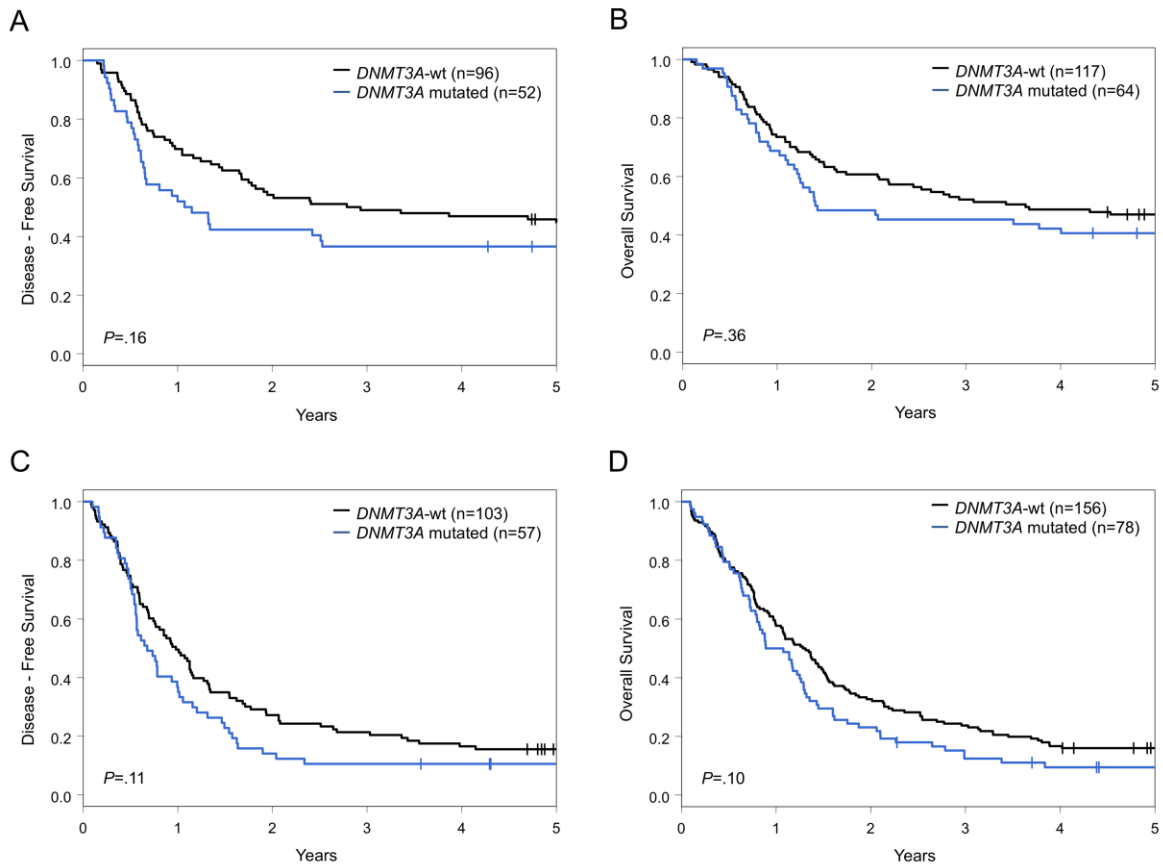 A
DNMT3A-wt (n=96)
DNMT3A mutated (n=52)
1.0
0.8
0.6
0.4
0.2
0.0
Disease - Free Survival
P=.16
0 1 2 3 4 5
Years
B
DNMT3A-wt (n=117)
DNMT3A mutated (n=64)
1.0
0.8
0.6
0.4
0.2
0.0
Overall Survival
P=.36
0 1 2 3 4 5
Years
C
DNMT3A-wt (n=103)
DNMT3A mutated (n=57)
1.0
0.8
0.6
0.4
0.2
0.0
Disease - Free Survival
P=.11
0 1 2 3 4 5
Years
D
DNMT3A-wt (n=156)
DNMT3A mutated (n=78)
1.0
0.8
0.6
0.4
0.2
0.0
Overall Survival
P=.10
0 1 2 3 4 5
Years